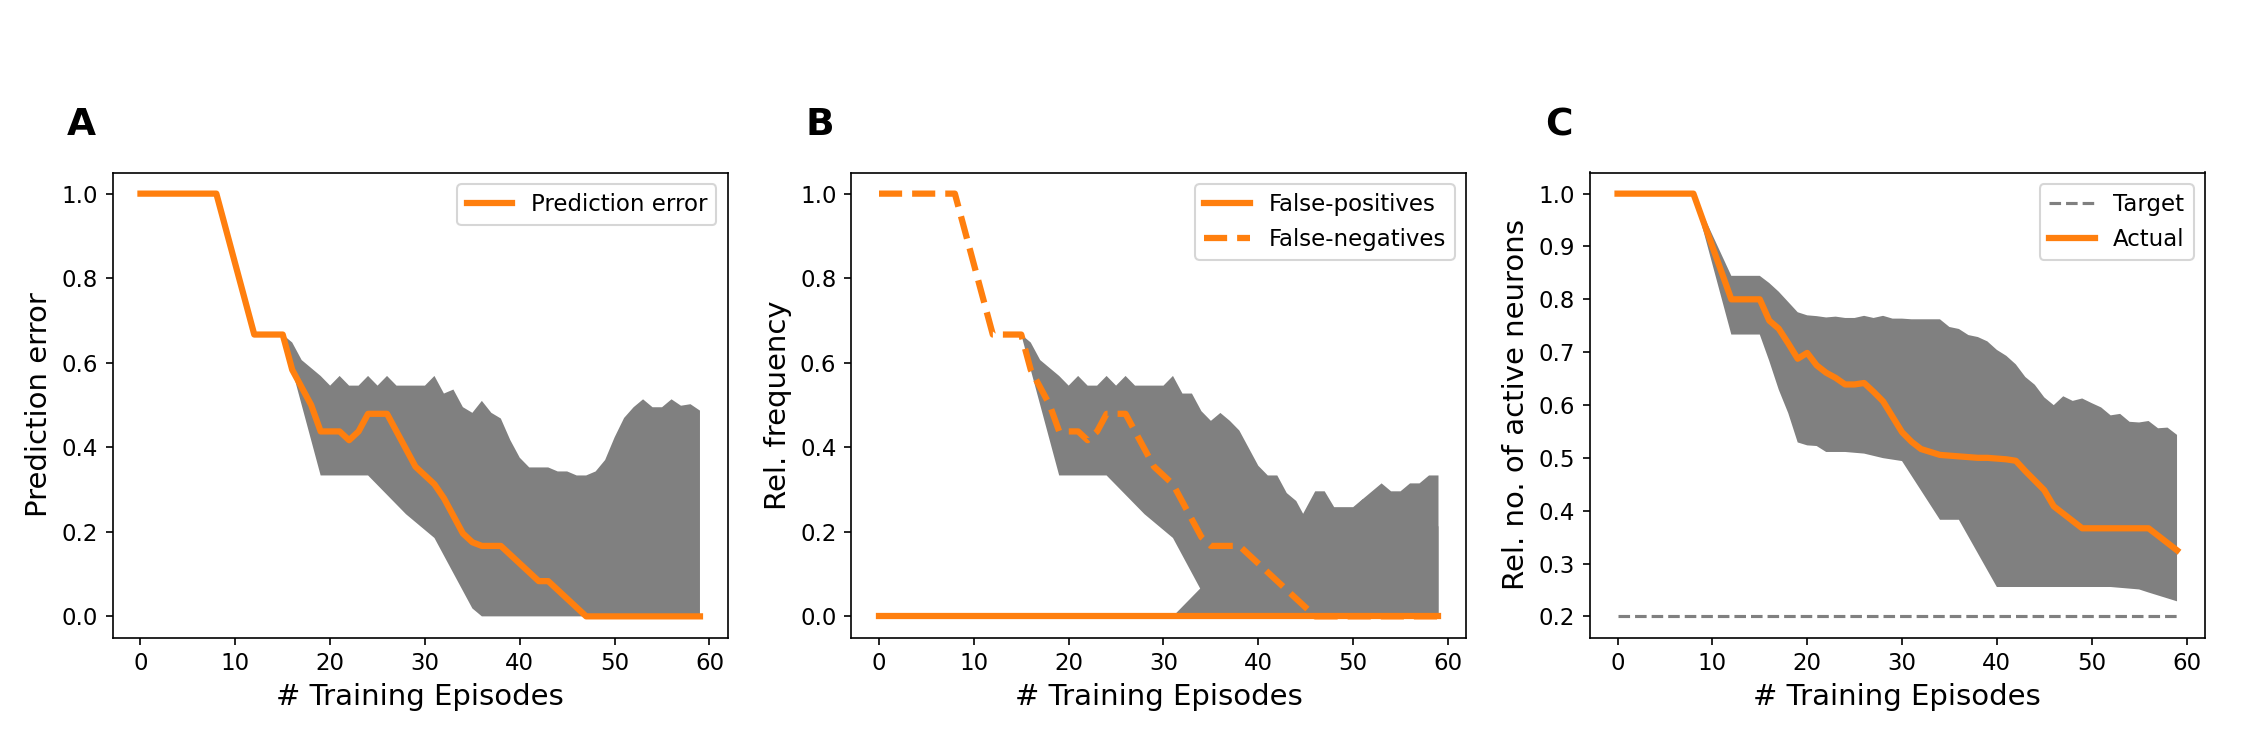 A
B
C
Prediction error
1.0
0.8
0.6
0.4
0.2
0.0
0 10 20 30 40 50 60
# Training Episodes
Prediction error
Rel. frequency
1.0
0.8
0.6
0.4
0.2
0.0
0 10 20 30 40 50 60
# Training Episodes
False-positives
False-negatives
Rel. no. of active neurons
1.0
0.9
0.8
0.7
0.6
0.5
0.4
0.3
0.2
0 10 20 30 40 50 60
# Training Episodes
Target
Actual